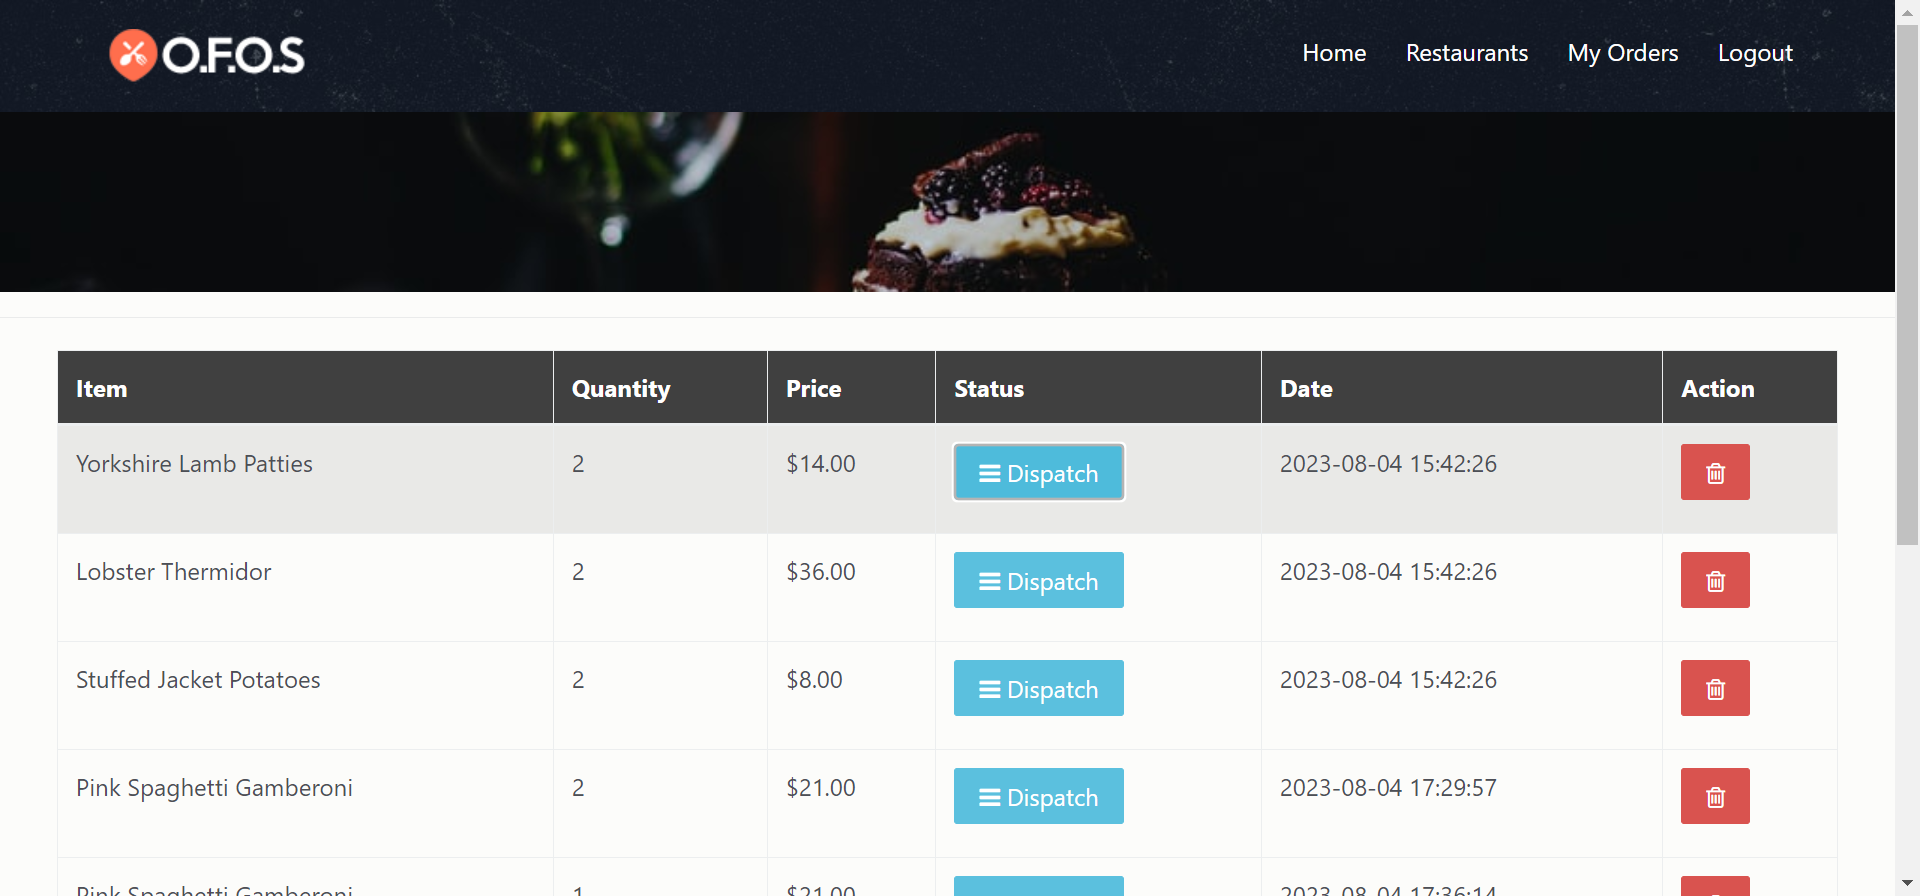 O.F.O.S
Home Restaurants My Orders Logout
Item Quantity Price Status Date Action
Yorkshire Lamb Patties 2 $14.00 Dispatch 2023-08-04 15:42:26
Lobster Thermidor 2 $36.00 Dispatch 2023-08-04 15:42:26
Stuffed Jacket Potatoes 2 $8.00 Dispatch 2023-08-04 15:42:26
Pink Spaghetti Gamberoni 2 $21.00 Dispatch 2023-08-04 17:29:57
Pink Spaghetti Gamberoni 1 $21.00 2023-08-04 17:36:14